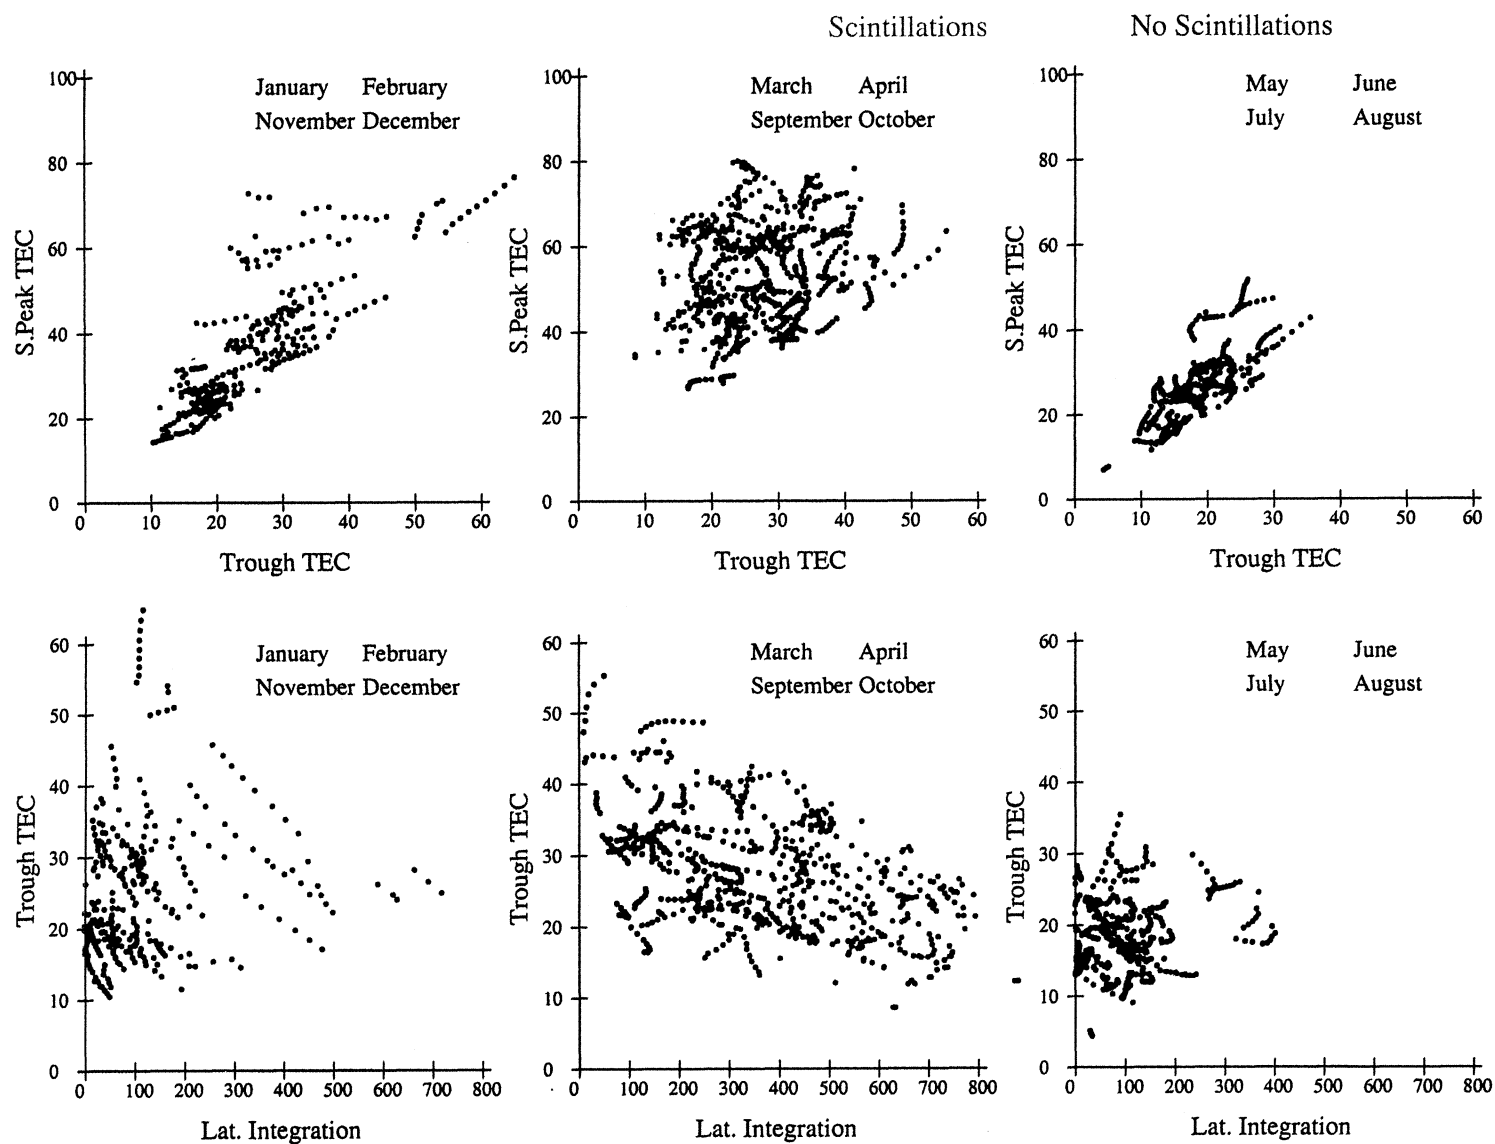 Scintillations No Scintillations
January February
November December
S.Peak TEC
100
80
60
40
20
0
0 10 20 30 40 50 60
Trough TEC
March April
September October
S.Peak TEC
100
80
60
40
20
0
0 10 20 30 40 50 60
Trough TEC
May June
July August
S.Peak TEC
100
80
60
40
20
0
0 10 20 30 40 50 60
Trough TEC
January February
November December
Trough TEC
60
50
40
30
20
10
0
0 100 200 300 400 500 600 700 800
Lat. Integration
March April
September October
Trough TEC
60
50
40
30
20
10
0
0 100 200 300 400 500 600 700 800
Lat. Integration
May June
July August
Trough TEC
60
50
40
30
20
10
0
0 100 200 300 400 500 600 700 800
Lat. Integration